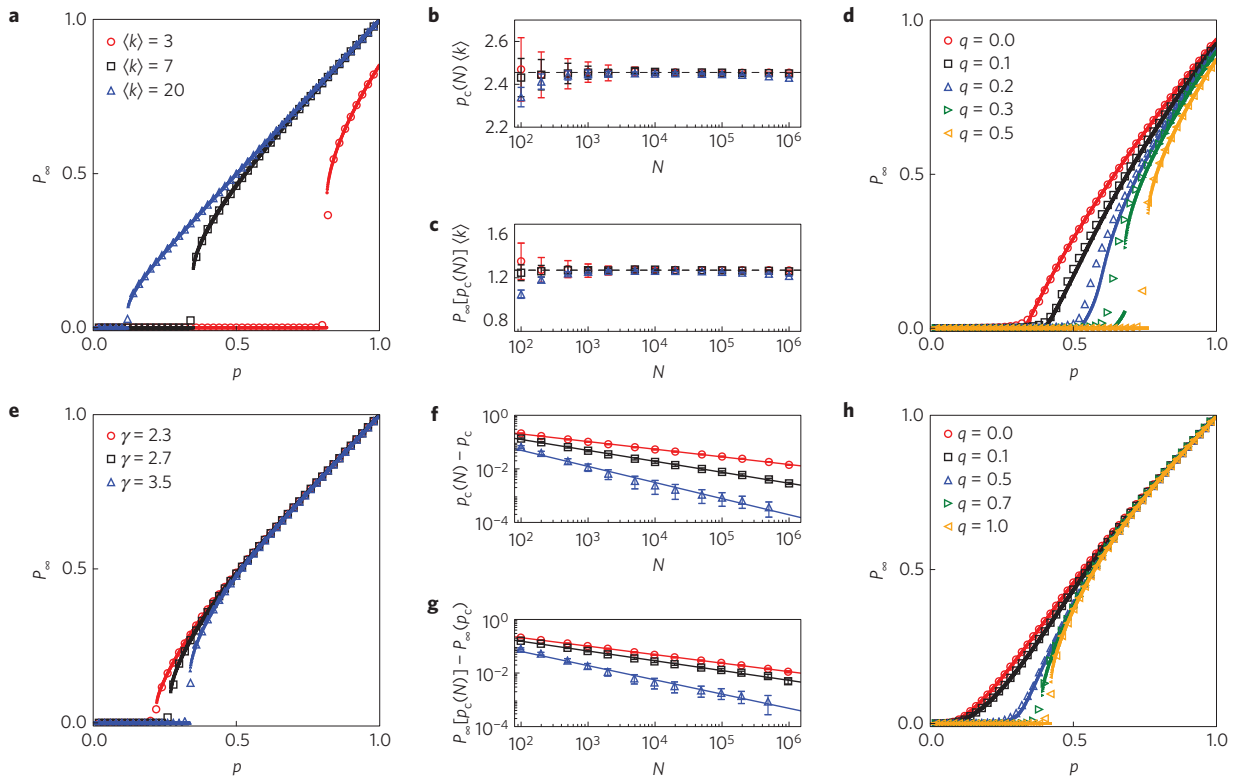 a
1.0
0.5
0.0
P∞
⟨k⟩ = 3
⟨k⟩ = 7
⟨k⟩ = 20
0.0 0.5 1.0
p
b
2.6
2.4
2.2
pc(N) ⟨k⟩
10² 10³ 10⁴ 10⁵ 10⁶
N
c
1.6
1.2
0.8
P∞[pc(N)] ⟨k⟩
10² 10³ 10⁴ 10⁵ 10⁶
N
d
1.0
0.5
0.0
P∞
q = 0.0
q = 0.1
q = 0.2
q = 0.3
q = 0.5
0.0 0.5 1.0
p
e
1.0
0.5
0.0
P∞
γ = 2.3
γ = 2.7
γ = 3.5
0.0 0.5 1.0
p
f
10⁰
10⁻²
10⁻⁴
pc(N) − pc
10² 10³ 10⁴ 10⁵ 10⁶
N
g
10⁰
10⁻²
10⁻⁴
P∞[pc(N)] − P∞(pc)
10² 10³ 10⁴ 10⁵ 10⁶
N
h
1.0
0.5
0.0
P∞
q = 0.0
q = 0.1
q = 0.5
q = 0.7
q = 1.0
0.0 0.5 1.0
p